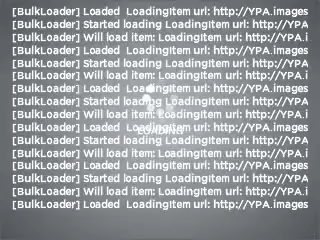 [BulkLoader] Loaded LoadingItem url: http://YPA.images
[BulkLoader] Started loading LoadingItem url: http://YPA
[BulkLoader] Will load item: LoadingItem url: http://YPA.i
[BulkLoader] Loaded LoadingItem url: http://YPA.images
[BulkLoader] Started loading LoadingItem url: http://YPA
[BulkLoader] Will load item: LoadingItem url: http://YPA.i
[BulkLoader] Loaded LoadingItem url: http://YPA.images
[BulkLoader] Started loading LoadingItem url: http://YPA
[BulkLoader] Will load item: LoadingItem url: http://YPA.i
[BulkLoader] Loaded LoadingItem url: http://YPA.images
LOADING
[BulkLoader] Started loading LoadingItem url: http://YPA
[BulkLoader] Will load item: LoadingItem url: http://YPA.i
[BulkLoader] Loaded LoadingItem url: http://YPA.images
[BulkLoader] Started loading LoadingItem url: http://YPA
[BulkLoader] Will load item: LoadingItem url: http://YPA.i
[BulkLoader] Loaded LoadingItem url: http://YPA.images